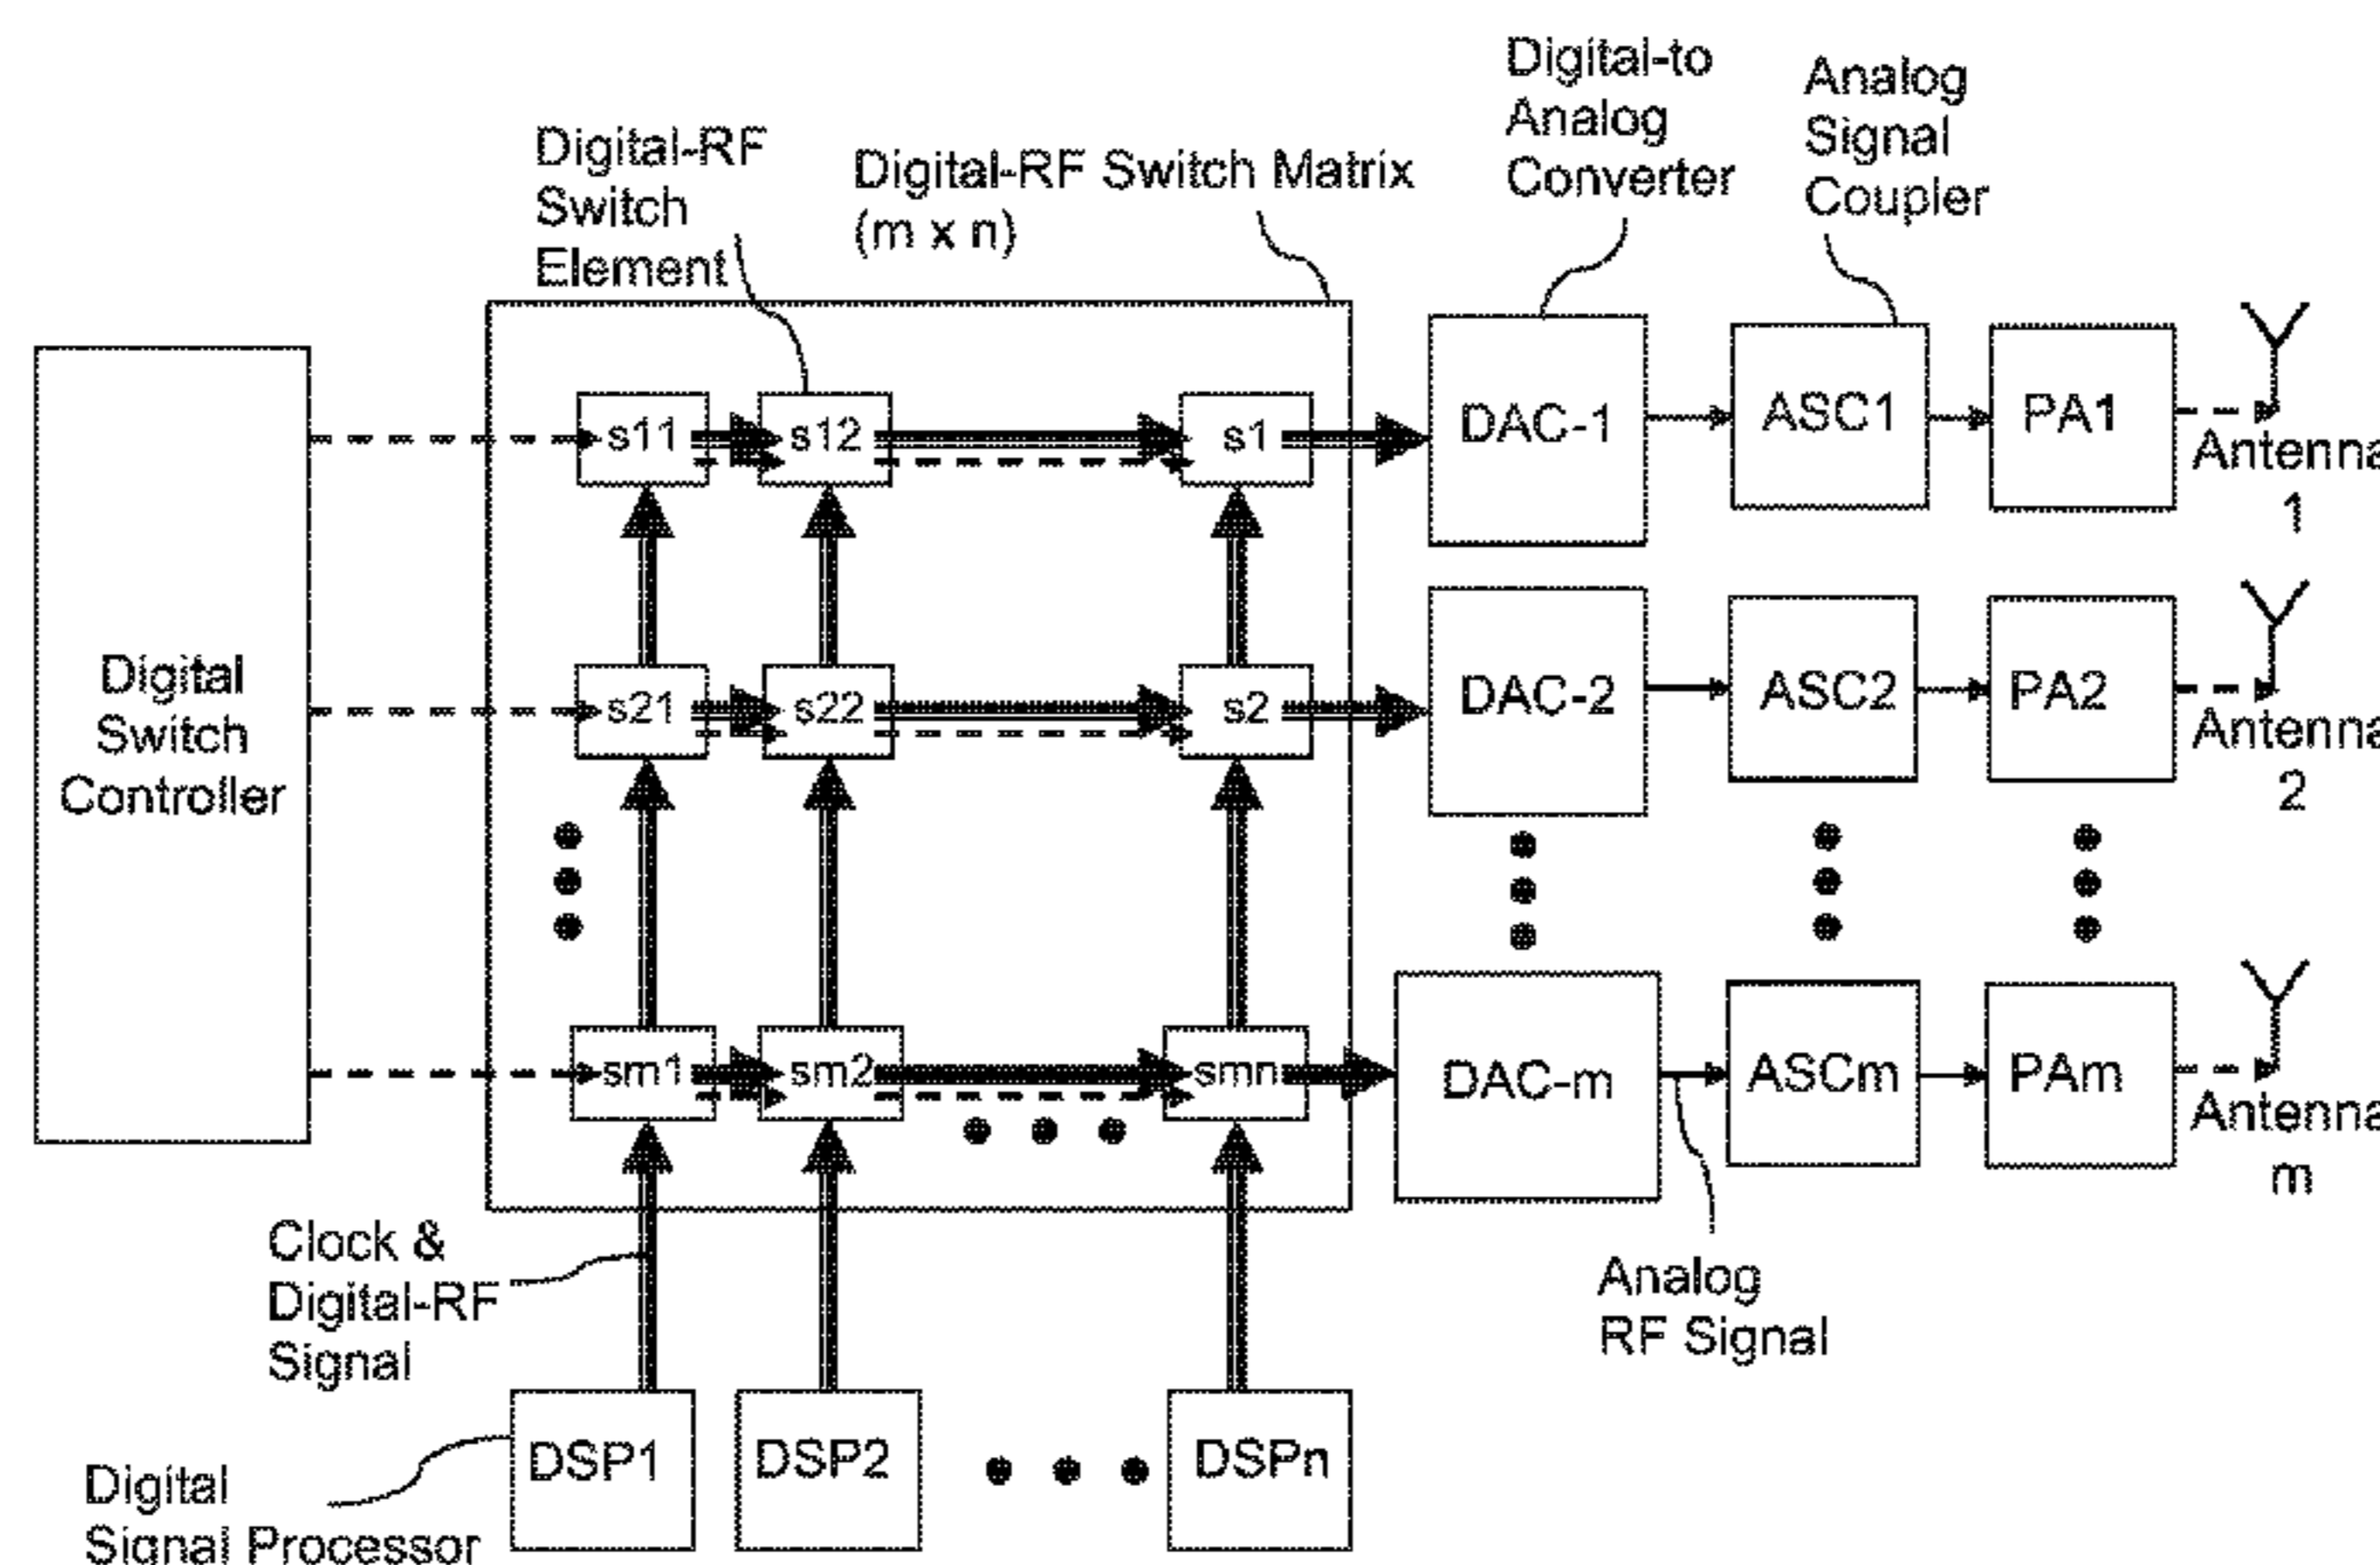 Digital-to
Analog
Converter
Analog
Signal
Coupler
Digital-RF
Switch
Element
Digital-RF Switch Matrix
(m x n)
Digital
Switch
Controller
s11
s12
s1
DAC-1
ASC1
PA1
Antenna
1
s21
s22
s2
DAC-2
ASC2
PA2
Antenna
2
sm1
sm2
smn
DAC-m
ASCm
PAm
Antenna
m
Clock &
Digital-RF
Signal
Analog
RF Signal
DSP1
DSP2
DSPn
Digital
Signal Processor